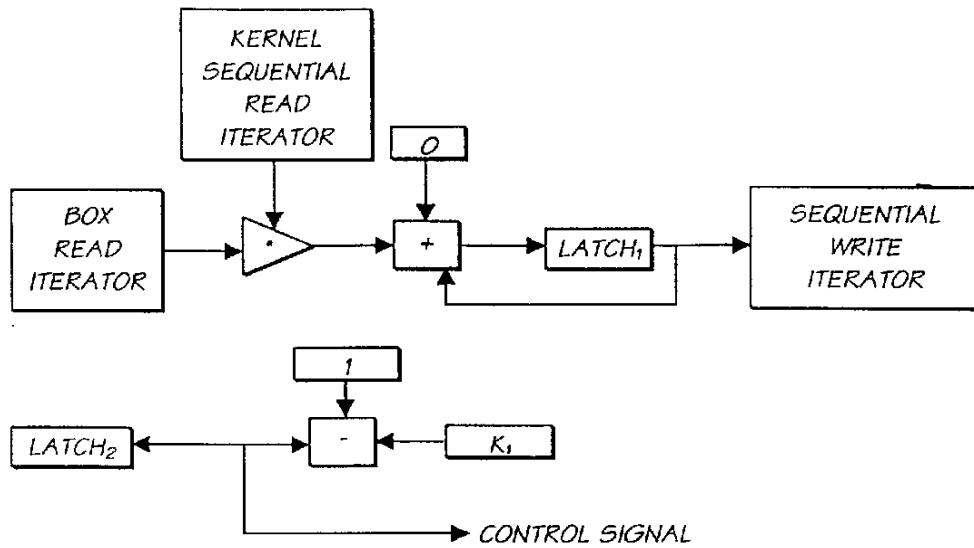 KERNEL
SEQUENTIAL
READ
ITERATOR
0
BOX
READ
ITERATOR
*
+
LATCH₁
SEQUENTIAL
WRITE
ITERATOR
1
LATCH₂
-
K₁
CONTROL SIGNAL